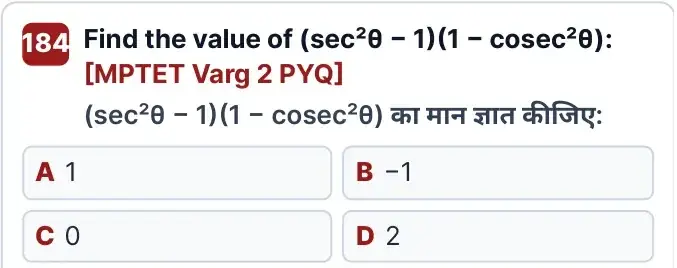 184 Find the value of (sec²θ − 1)(1 − cosec²θ):
[MPTET Varg 2 PYQ]
(sec²θ − 1)(1 − cosec²θ) का मान ज्ञात कीजिए:
A 1
B −1
C 0
D 2